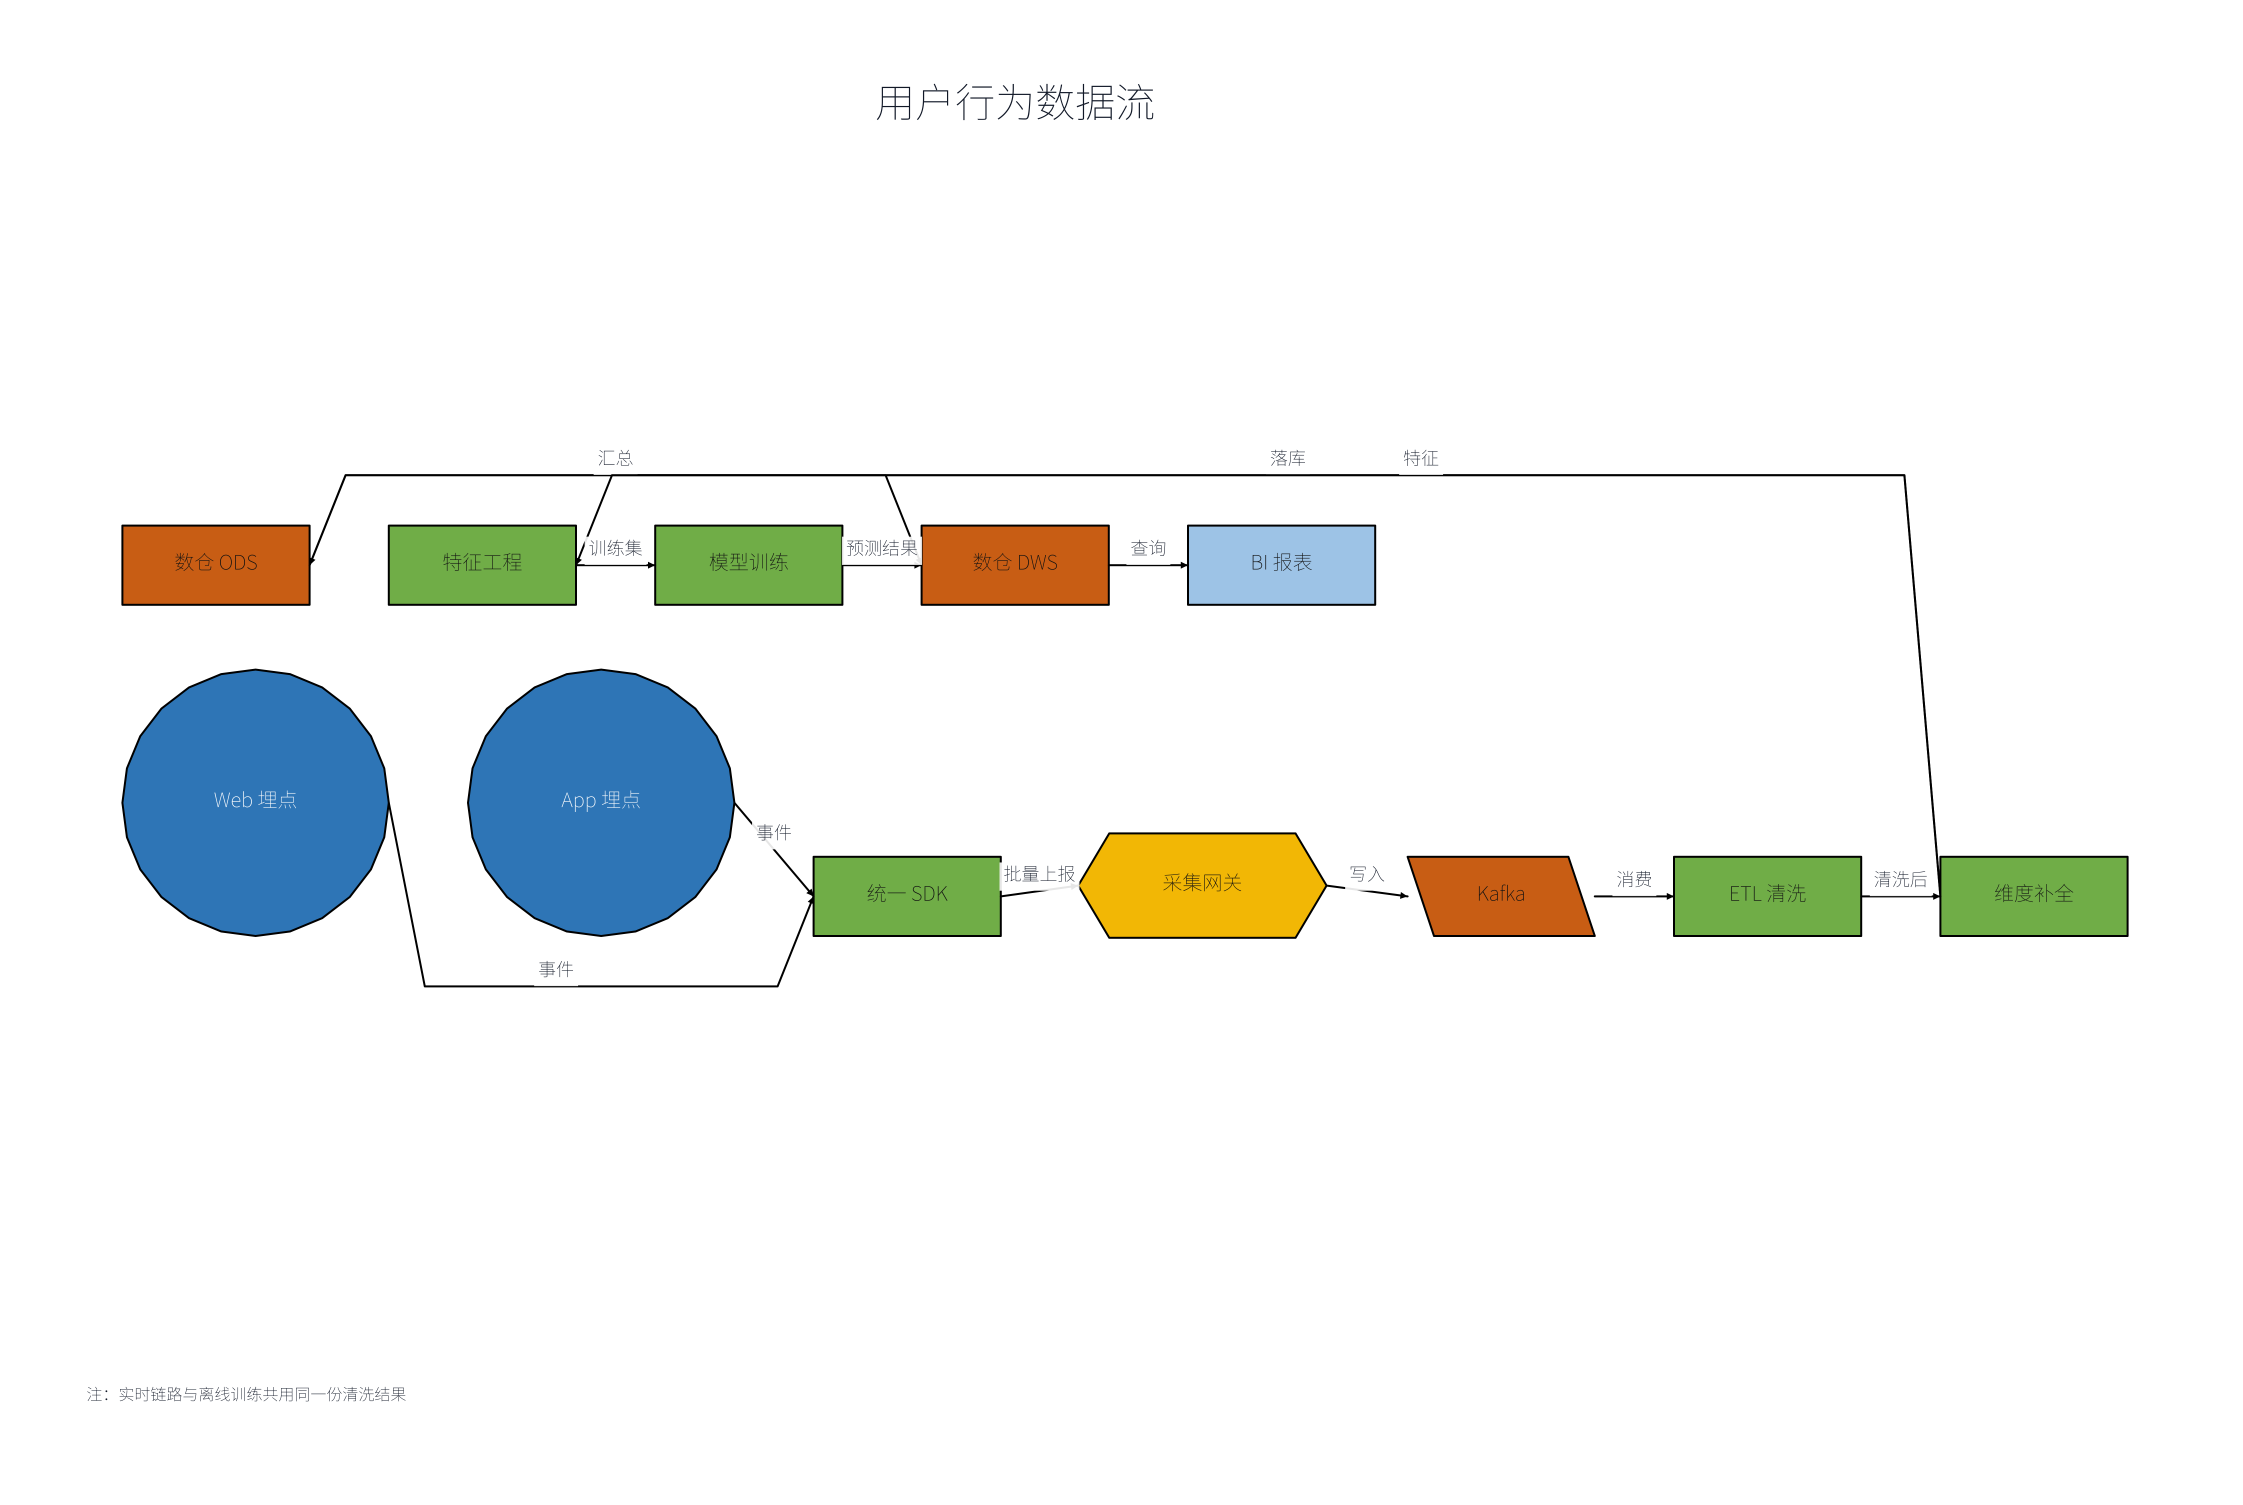 用户行为数据流
汇总
落库
特征
数仓 ODS
特征工程
训练集
模型训练
预测结果
数仓 DWS
查询
BI 报表
Web 埋点
App 埋点
事件
统一 SDK
批量上报
采集网关
写入
Kafka
消费
ETL 清洗
清洗后
维度补全
事件
注：实时链路与离线训练共用同一份清洗结果